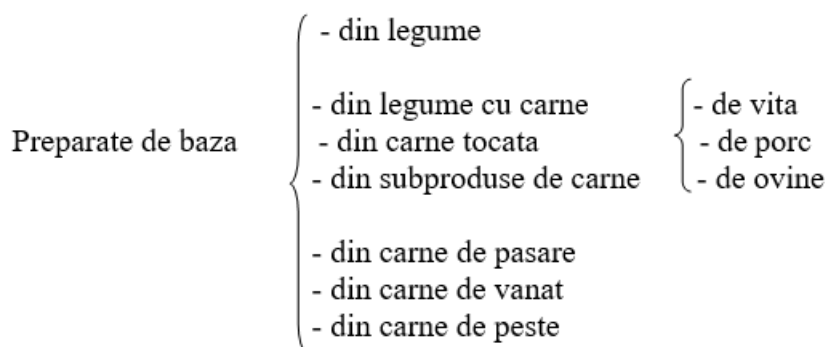 - din legume
- din legume cu carne - de vita
Preparate de baza - din carne tocata - de porc
- din subproduse de carne - de ovine
- din carne de pasare
- din carne de vanat
- din carne de peste